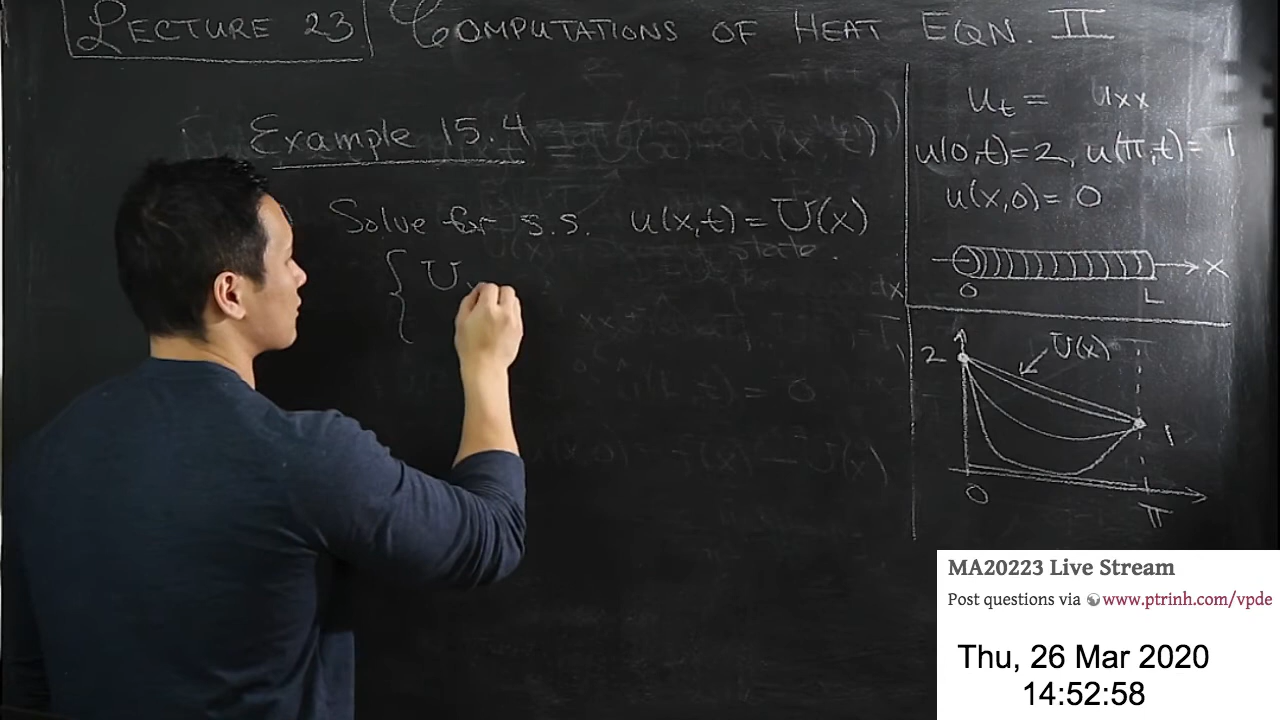 LECTURE 23 COMPUTATIONS OF HEAT EQN. II
Example 15.4
Solve for s.s. u(x,t) = U(x)
{ U x
u_t = u_xx
u(0,t)=2, u(π,t)=1
u(x,0)=0
x
0
L
2
U(x)
1
0
π
MA20223 Live Stream
Post questions via www.ptrinh.com/vpde
Thu, 26 Mar 2020
14:52:58